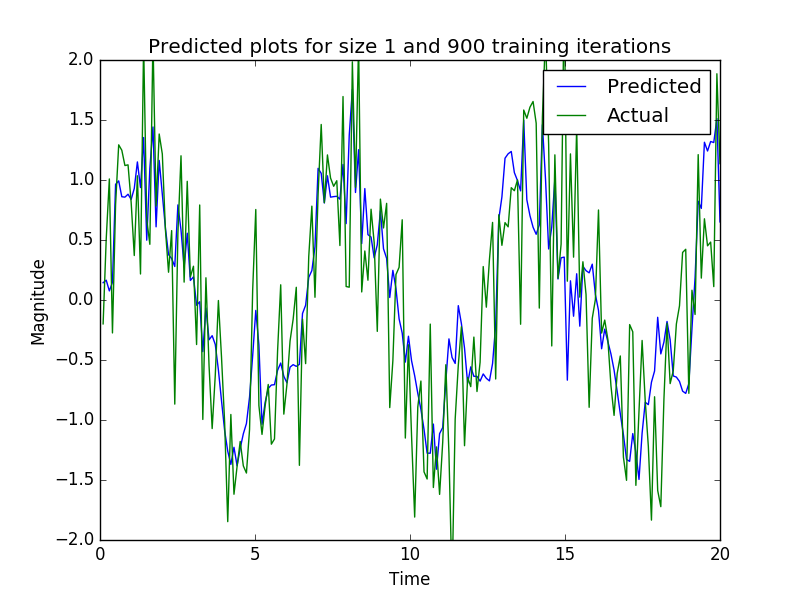 Predicted plots for size 1 and 900 training iterations
2.0
1.5
1.0
0.5
0.0
−0.5
−1.0
−1.5
−2.0
Magnitude
Predicted
Actual
0 5 10 15 20
Time